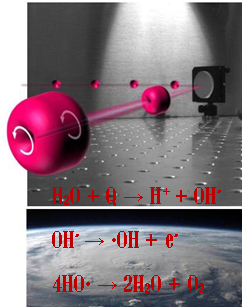 H₂O + Q → H⁺ + OH⁻
OH⁻ → ·OH + e⁻
4HO· → 2H₂O + O₂